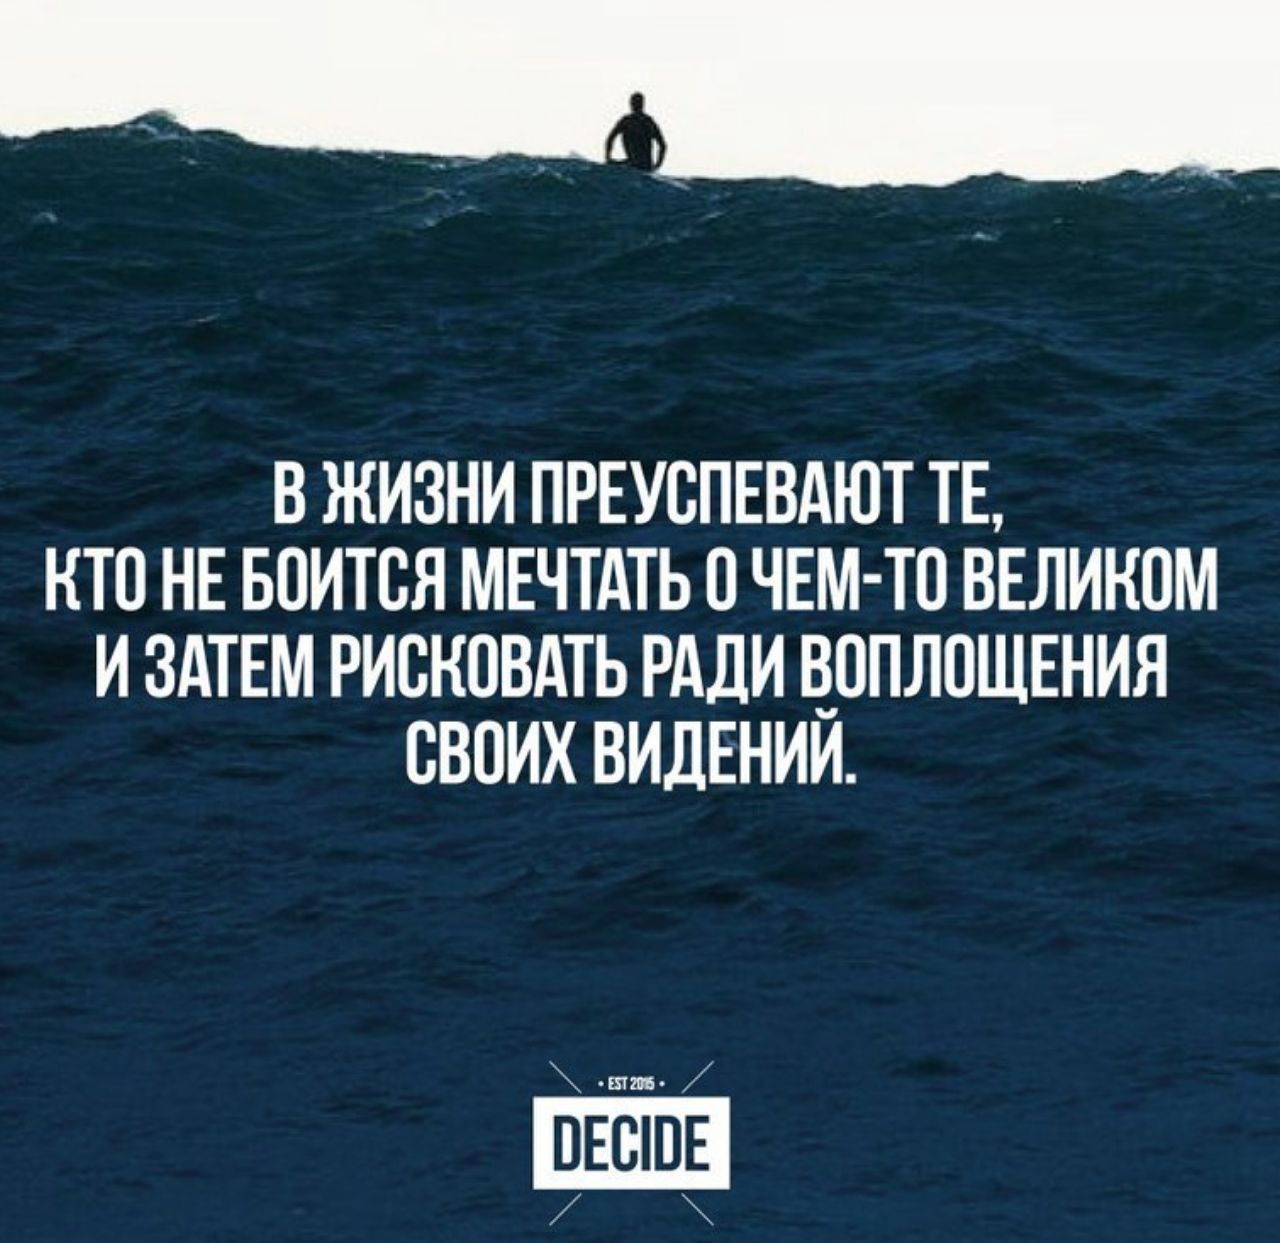 В ЖИЗНИ ПРЕУСПЕВАЮТ ТЕ,
КТО НЕ БОИТСЯ МЕЧТАТЬ О ЧЕМ-ТО ВЕЛИКОМ
И ЗАТЕМ РИСКОВАТЬ РАДИ ВОПЛОЩЕНИЯ
СВОИХ ВИДЕНИЙ.
• EST 2015 •
DECIDE